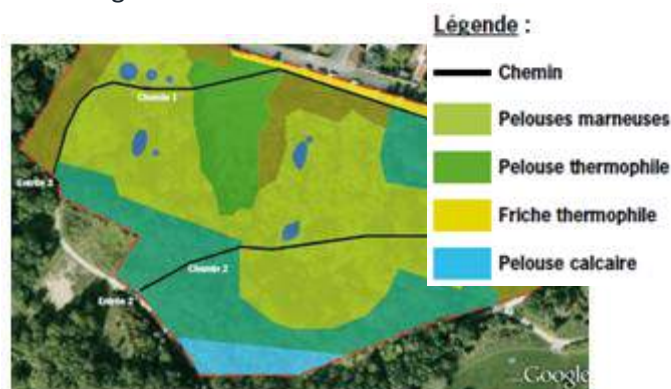 Légende :
Chemin
Pelouses marneuses
Pelouse thermophile
Friche thermophile
Pelouse calcaire
Chemin 1
Entrée 3
Chemin 2
Entrée 2
Google